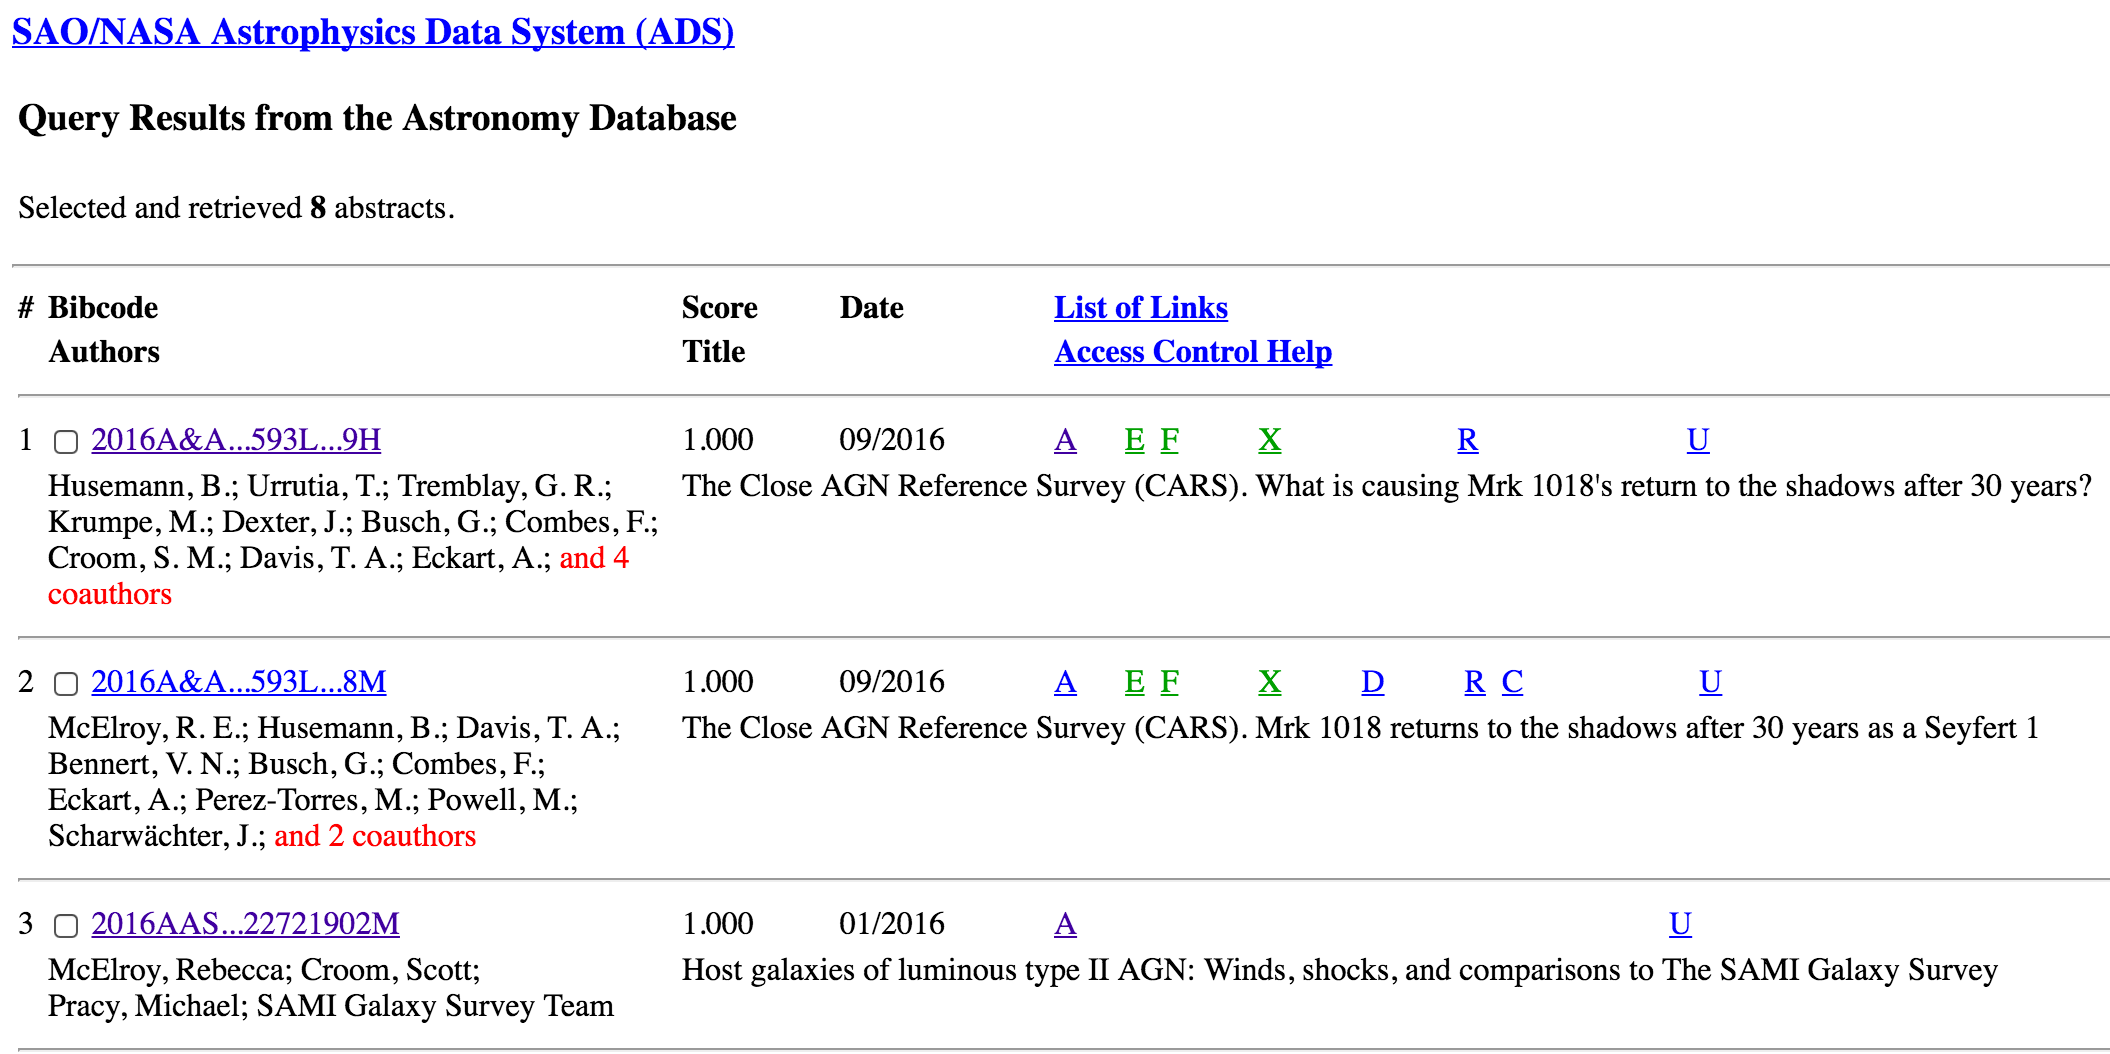 SAO/NASA Astrophysics Data System (ADS)
Query Results from the Astronomy Database
Selected and retrieved 8 abstracts.
# Bibcode Score Date List of Links
Authors Title Access Control Help
1 2016A&A...593L...9H 1.000 09/2016 A E F X R U
Husemann, B.; Urrutia, T.; Tremblay, G. R.; The Close AGN Reference Survey (CARS). What is causing Mrk 1018's return to the shadows after 30 years?
Krumpe, M.; Dexter, J.; Busch, G.; Combes, F.;
Croom, S. M.; Davis, T. A.; Eckart, A.; and 4
coauthors
2 2016A&A...593L...8M 1.000 09/2016 A E F X D R C U
McElroy, R. E.; Husemann, B.; Davis, T. A.; The Close AGN Reference Survey (CARS). Mrk 1018 returns to the shadows after 30 years as a Seyfert 1
Bennert, V. N.; Busch, G.; Combes, F.;
Eckart, A.; Perez-Torres, M.; Powell, M.;
Scharwächter, J.; and 2 coauthors
3 2016AAS...22721902M 1.000 01/2016 A U
McElroy, Rebecca; Croom, Scott; Host galaxies of luminous type II AGN: Winds, shocks, and comparisons to The SAMI Galaxy Survey
Pracy, Michael; SAMI Galaxy Survey Team